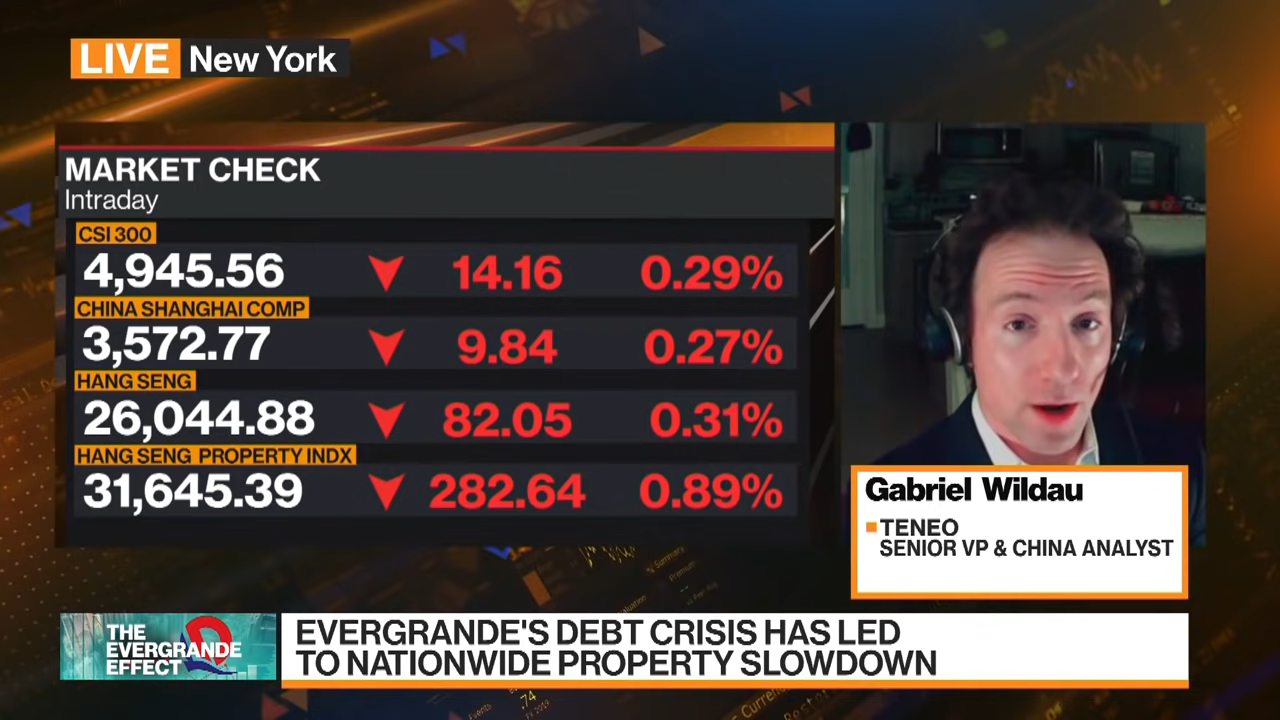 LIVE New York
MARKET CHECK
Intraday
CSI 300
4,945.56 14.16 0.29%
CHINA SHANGHAI COMP
3,572.77 9.84 0.27%
HANG SENG
26,044.88 82.05 0.31%
HANG SENG PROPERTY INDX
31,645.39 282.64 0.89%
Gabriel Wildau
TENEO
SENIOR VP & CHINA ANALYST
THE
EVERGRANDE
EFFECT
EVERGRANDE'S DEBT CRISIS HAS LED
TO NATIONWIDE PROPERTY SLOWDOWN
Summary
Premium
.74